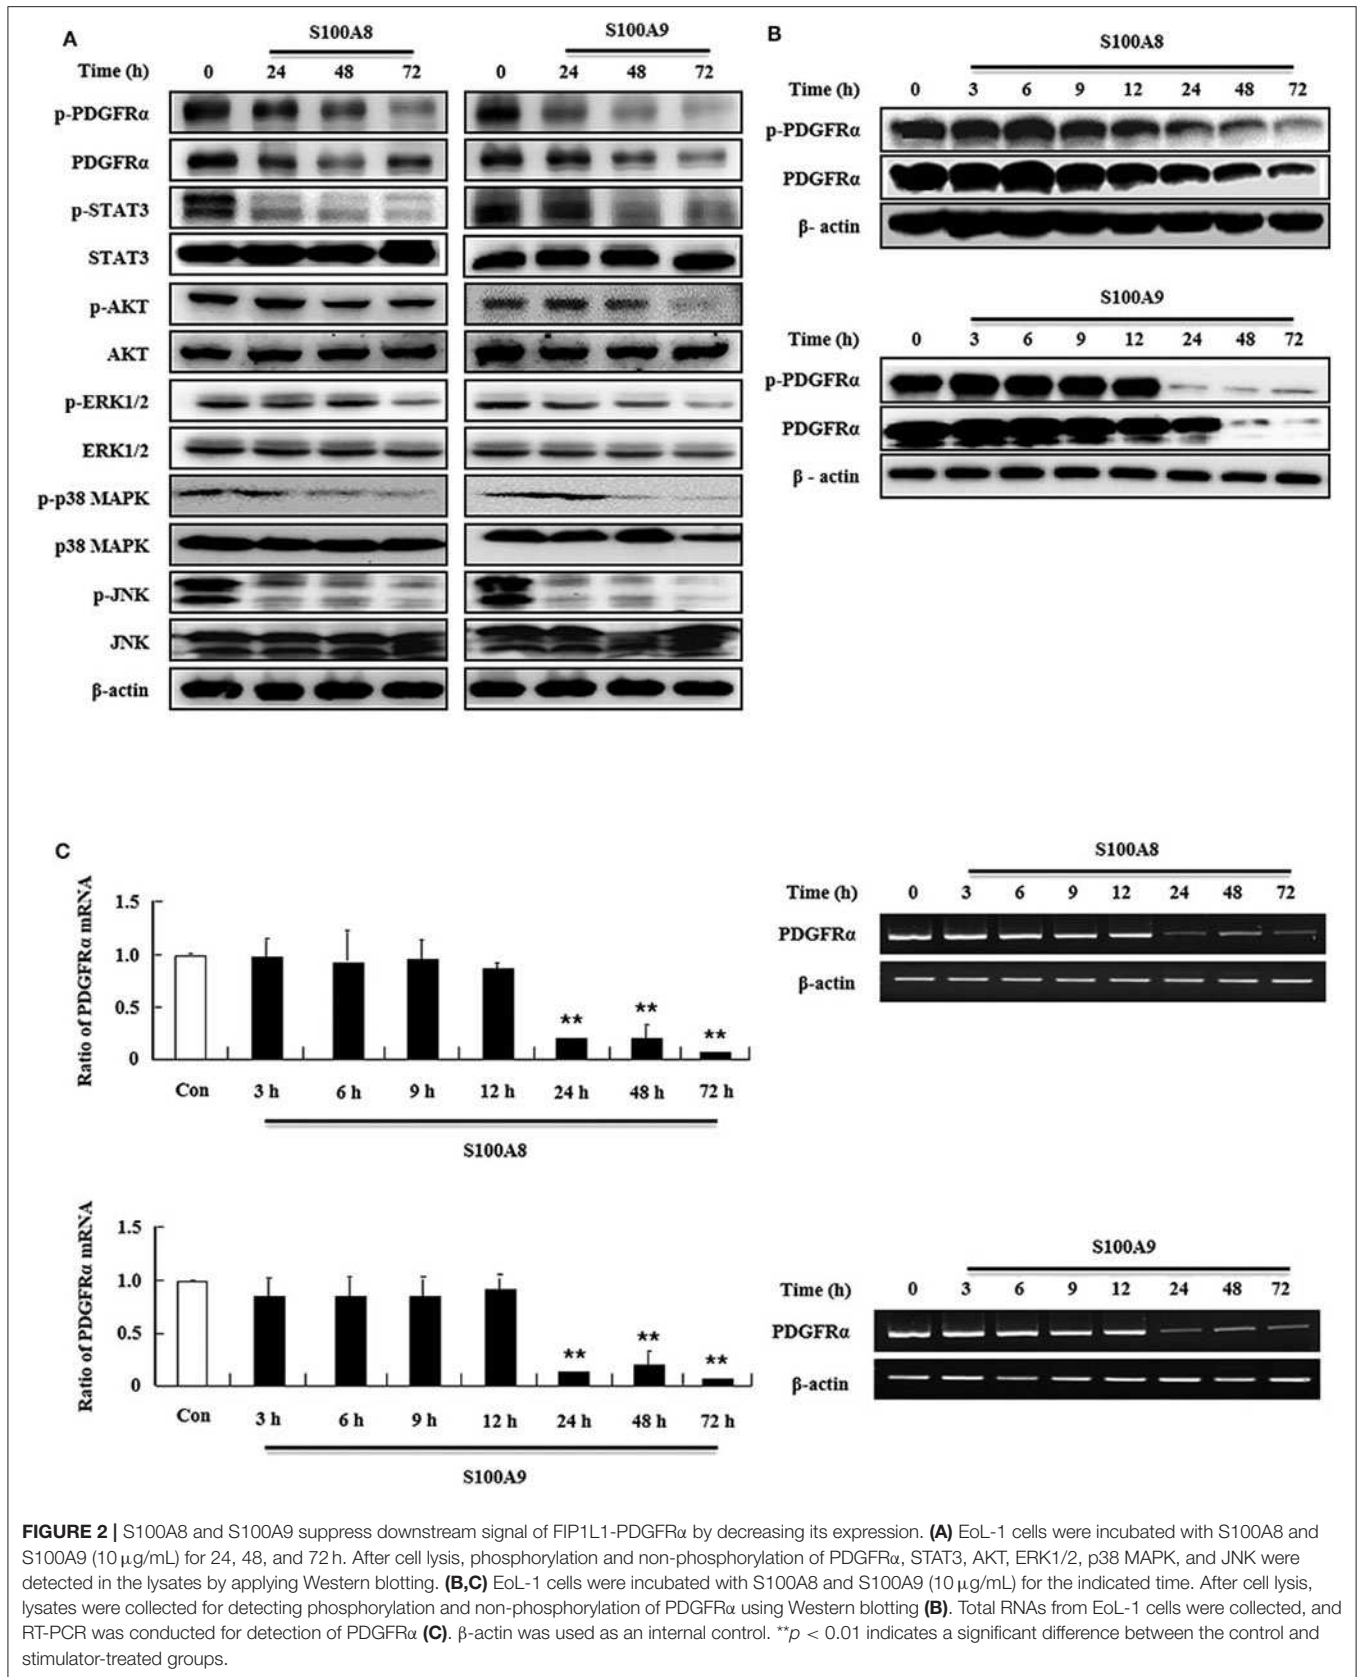 A
S100A8
S100A9
Time (h) 0 24 48 72 0 24 48 72
p-PDGFRα
PDGFRα
p-STAT3
STAT3
p-AKT
AKT
p-ERK1/2
ERK1/2
p-p38 MAPK
p38 MAPK
p-JNK
JNK
β-actin
B
S100A8
Time (h) 0 3 6 9 12 24 48 72
p-PDGFRα
PDGFRα
β- actin
S100A9
Time (h) 0 3 6 9 12 24 48 72
p-PDGFRα
PDGFRα
β - actin
C
Ratio of PDGFRα mRNA
1.5
1.0
0.5
0
** ** **
Con 3 h 6 h 9 h 12 h 24 h 48 h 72 h
S100A8
S100A8
Time (h) 0 3 6 9 12 24 48 72
PDGFRα
β-actin
Ratio of PDGFRα mRNA
1.5
1.0
0.5
0
** ** **
Con 3 h 6 h 9 h 12 h 24 h 48 h 72 h
S100A9
S100A9
Time (h) 0 3 6 9 12 24 48 72
PDGFRα
β-actin
FIGURE 2 | S100A8 and S100A9 suppress downstream signal of FIP1L1-PDGFRα by decreasing its expression. (A) EoL-1 cells were incubated with S100A8 and
S100A9 (10 μg/mL) for 24, 48, and 72 h. After cell lysis, phosphorylation and non-phosphorylation of PDGFRα, STAT3, AKT, ERK1/2, p38 MAPK, and JNK were
detected in the lysates by applying Western blotting. (B,C) EoL-1 cells were incubated with S100A8 and S100A9 (10 μg/mL) for the indicated time. After cell lysis,
lysates were collected for detecting phosphorylation and non-phosphorylation of PDGFRα using Western blotting (B). Total RNAs from EoL-1 cells were collected, and
RT-PCR was conducted for detection of PDGFRα (C). β-actin was used as an internal control. **p < 0.01 indicates a significant difference between the control and
stimulator-treated groups.